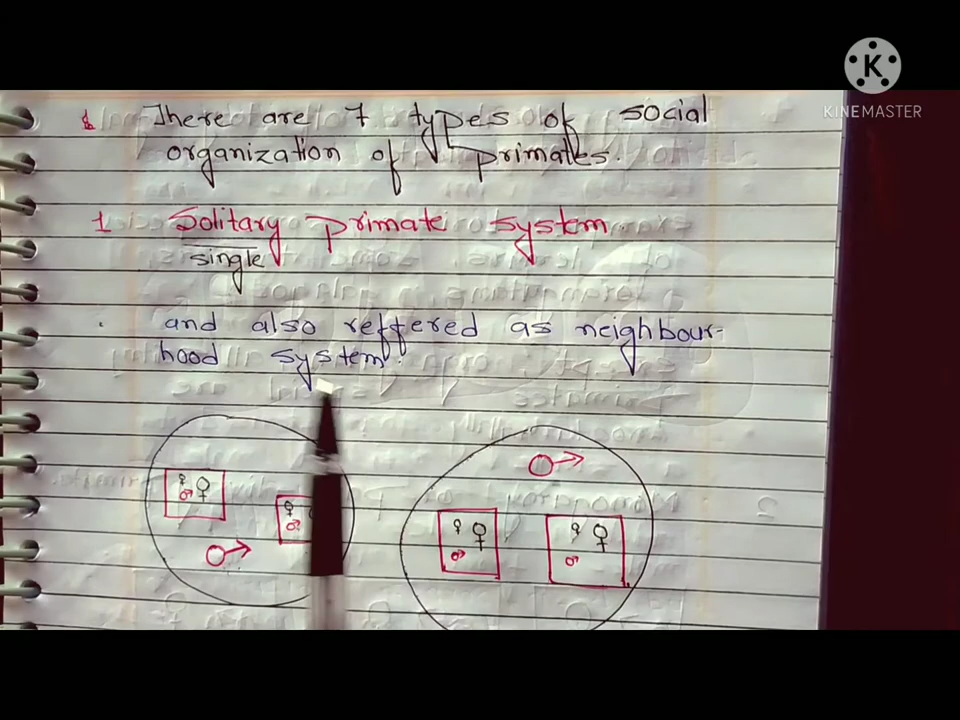 KINEMASTER
1 There are 7 types of social
organization of primates.
1 Solitary primate system.
single
and also reffered as neighbour-
hood system.